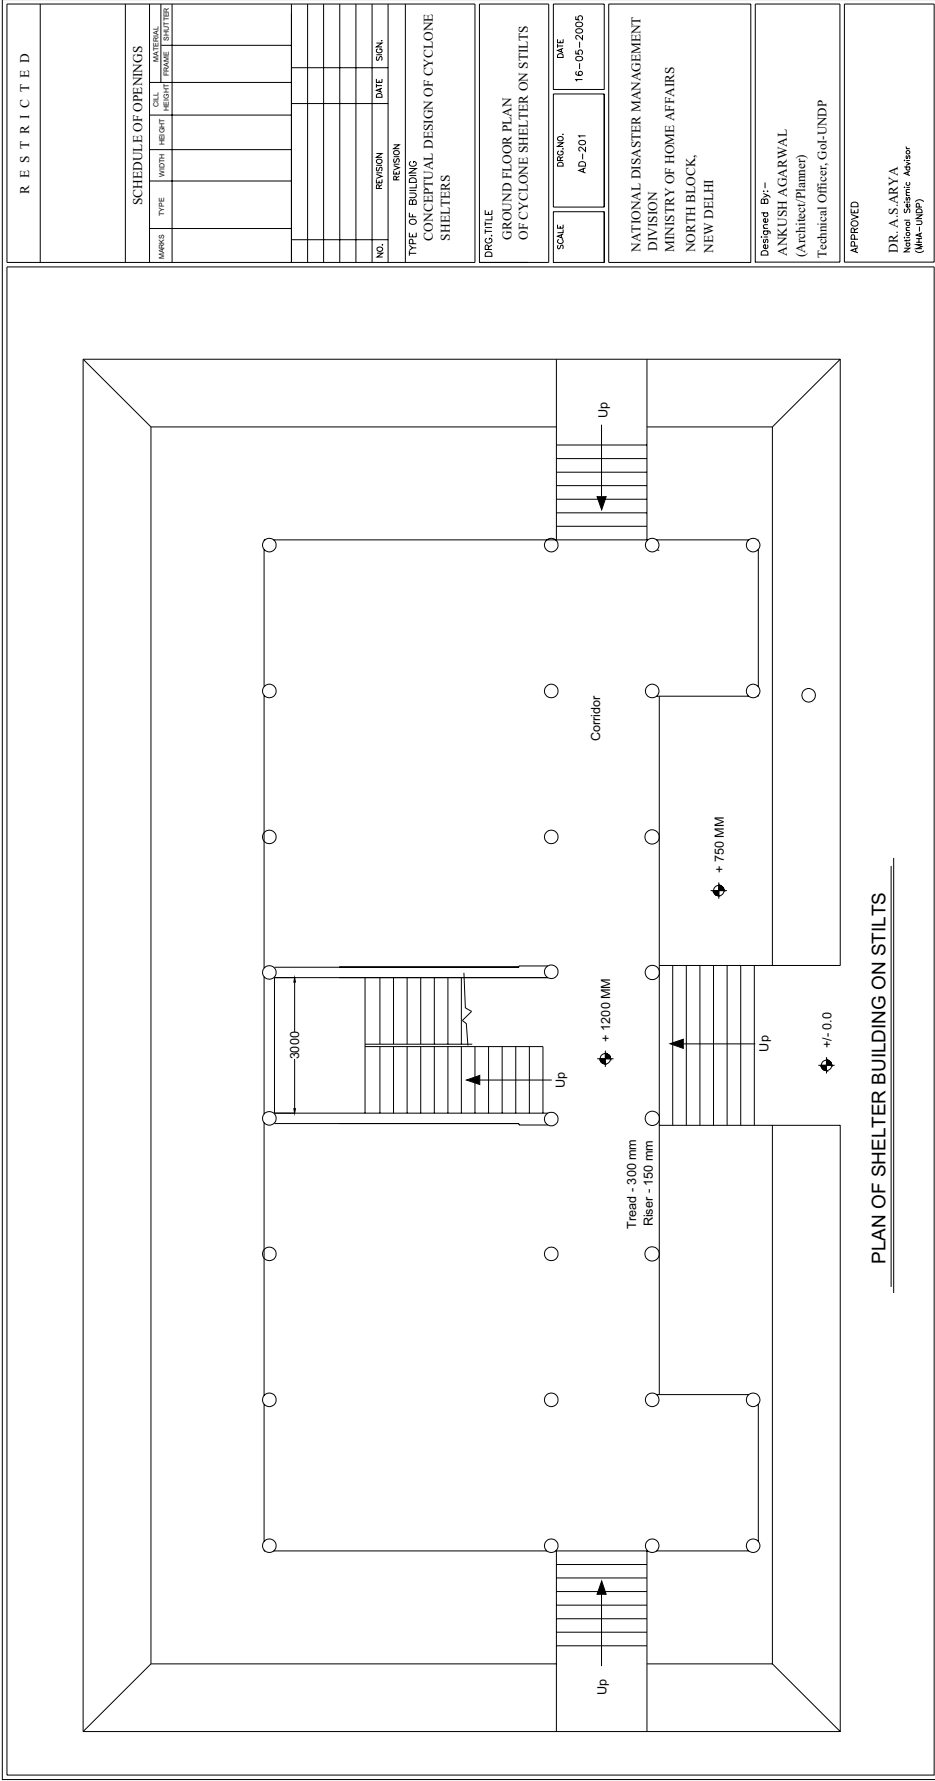 RESTRICTED
SCHEDULE OF OPENINGS
MARKS TYPE WIDTH HEIGHT CILL HEIGHT MATERIAL FRAME SHUTTER
NO. REVISION DATE SIGN.
REVISION
TYPE OF BUILDING
CONCEPTUAL DESIGN OF CYCLONE
SHELTERS
DRG.TITLE
GROUND FLOOR PLAN
OF CYCLONE SHELTER ON STILTS
SCALE
DRG.NO.
AD-201
DATE
16-05-2005
NATIONAL DISASTER MANAGEMENT
DIVISION
MINISTRY OF HOME AFFAIRS
NORTH BLOCK,
NEW DELHI
Designed By:-
ANKUSH AGARWAL
(Architect/Planner)
Technical Officer, GoI-UNDP
APPROVED
DR. A.S.ARYA
National Seismic Advisor
(MHA-UNDP)
3000
Up
Up
Up
Up
Corridor
+ 1200 MM
+ 750 MM
+/- 0.0
Tread - 300 mm
Riser - 150 mm
PLAN OF SHELTER BUILDING ON STILTS